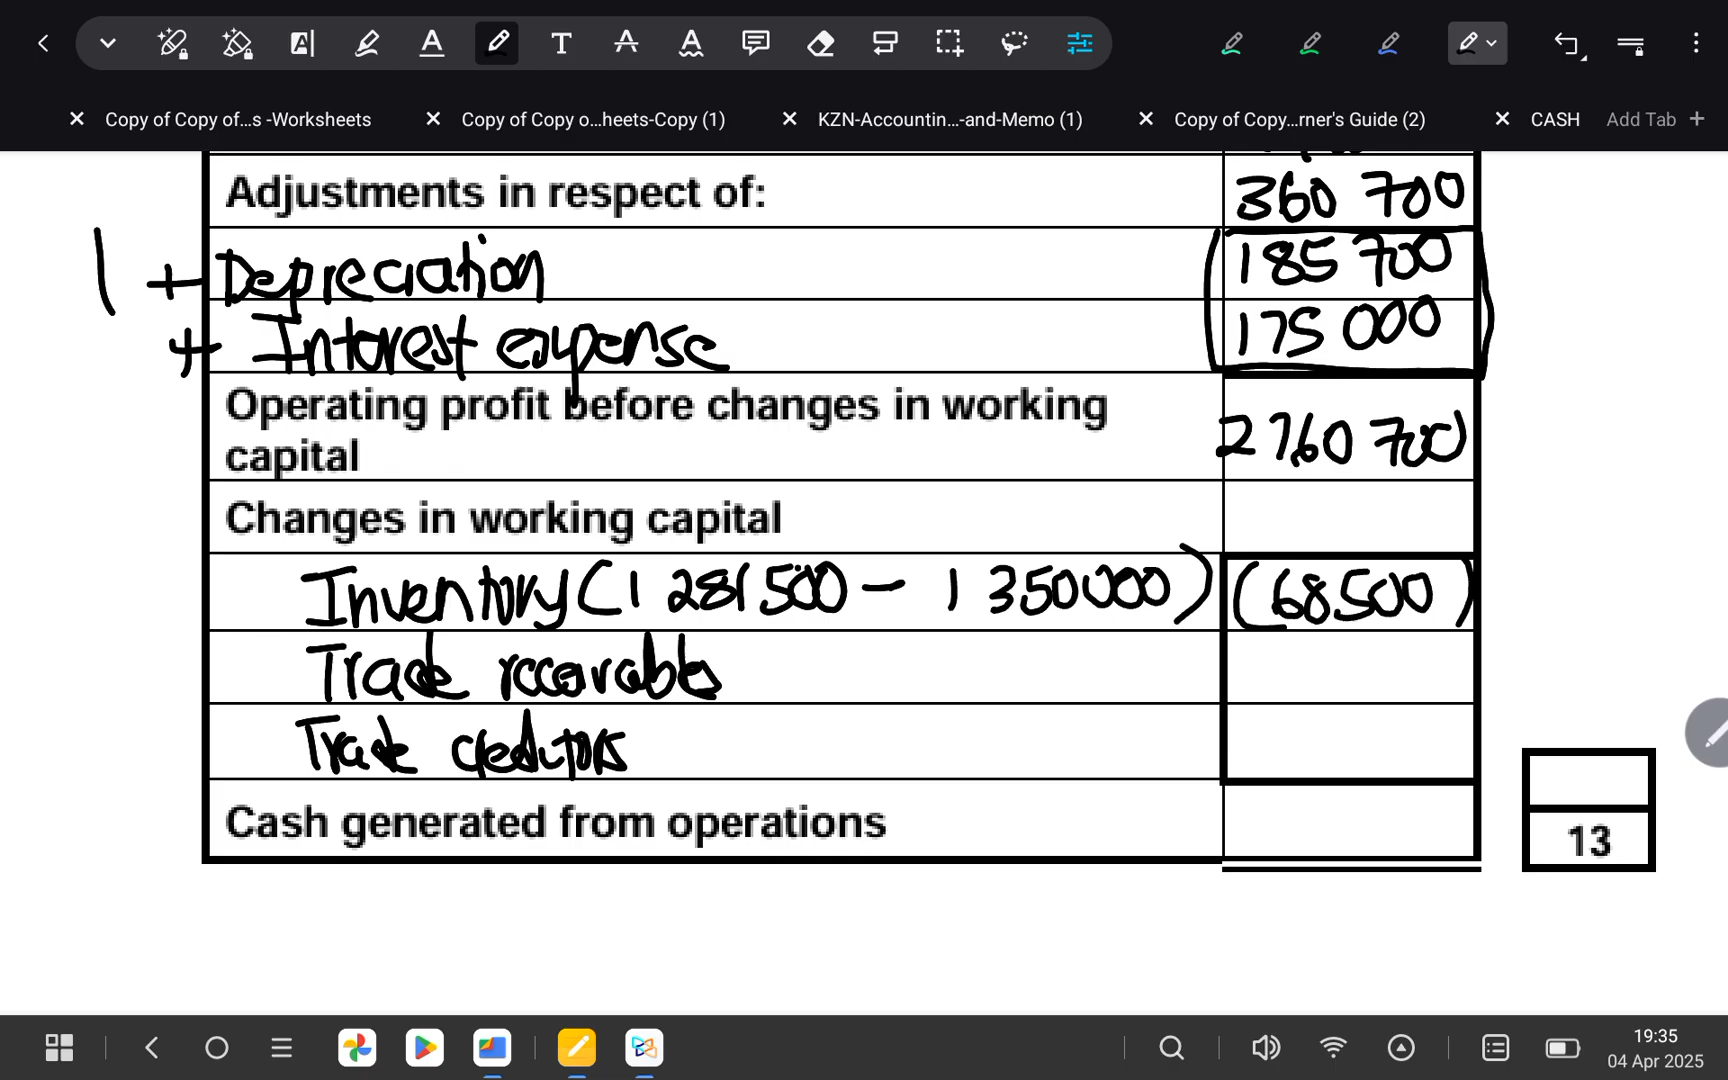 Copy of Copy of…s -Worksheets
Copy of Copy o…heets-Copy (1)
KZN-Accountin…-and-Memo (1)
Copy of Copy…rner's Guide (2)
CASH
Add Tab
Adjustments in respect of: 360 700
+ Depreciation 185 700
+ Interest expense 175 000
Operating profit before changes in working
capital 2 760 700
Changes in working capital
Inventory (1 281 500 – 1 350 000) (68 500)
Trade receivables
Trade creditors
Cash generated from operations
13
19:35
04 Apr 2025